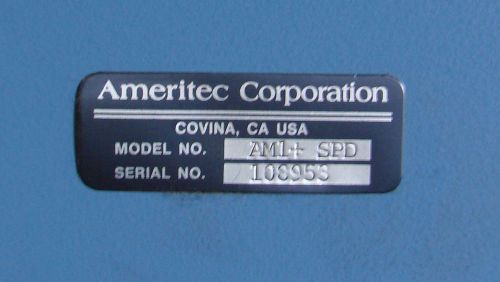 Ameritec Corporation
COVINA, CA USA
MODEL NO. AM1+ SPD
SERIAL NO. 108953